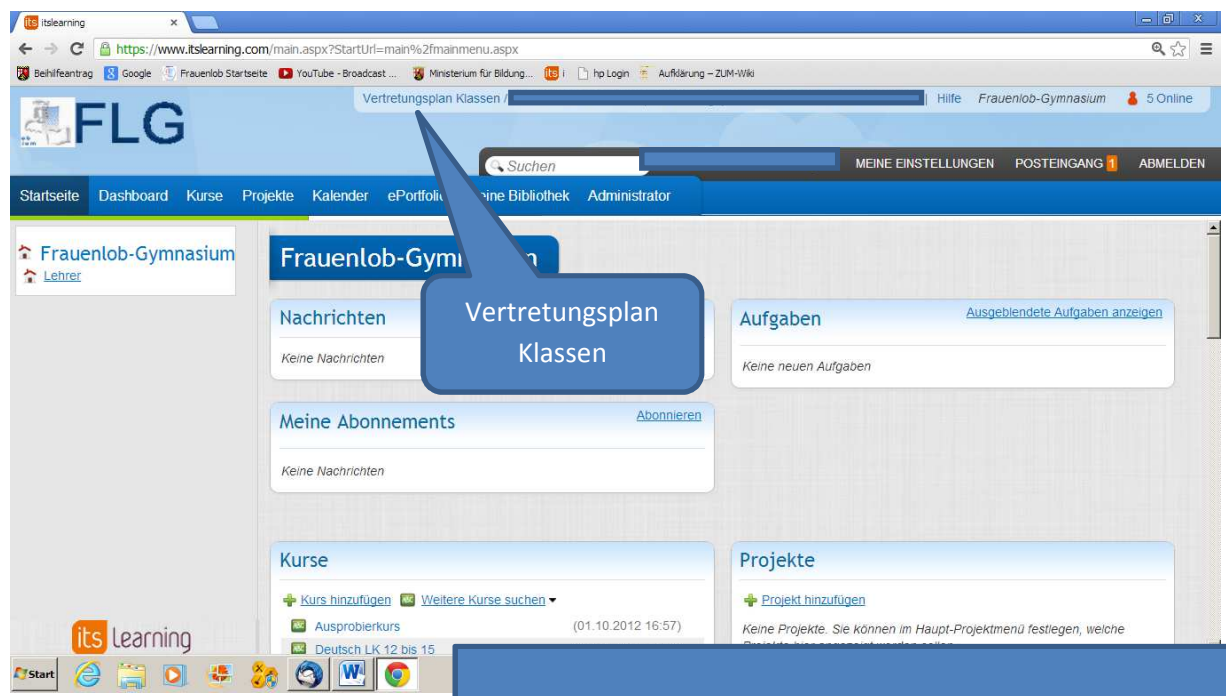 itslearning
https://www.itslearning.com/main.aspx?StartUrl=main%2fmainmenu.aspx
Beihilfeantrag Google Frauenlob Startseite YouTube - Broadcast ... Ministerium für Bildung... its i hp Login Aufklärung – ZUM-Wiki
Vertretungsplan Klassen / | Hilfe Frauenlob-Gymnasium 5 Online
FLG
Suchen MEINE EINSTELLUNGEN POSTEINGANG 1 ABMELDEN
Startseite Dashboard Kurse Projekte Kalender Bibliothek Administrator
Frauenlob-Gymnasium
Lehrer
Vertretungsplan
Klassen
Nachrichten
Keine Nachrichten
Aufgaben Ausgeblendete Aufgaben anzeigen
Keine neuen Aufgaben
Meine Abonnements Abonnieren
Keine Nachrichten
Kurse
Kurs hinzufügen Weitere Kurse suchen
Ausprobierkurs (01.10.2012 16:57)
Deutsch LK 12 bis 15
Projekte
Projekt hinzufügen
Keine Projekte. Sie können im Haupt-Projektmenü festlegen, welche
its learning
Start